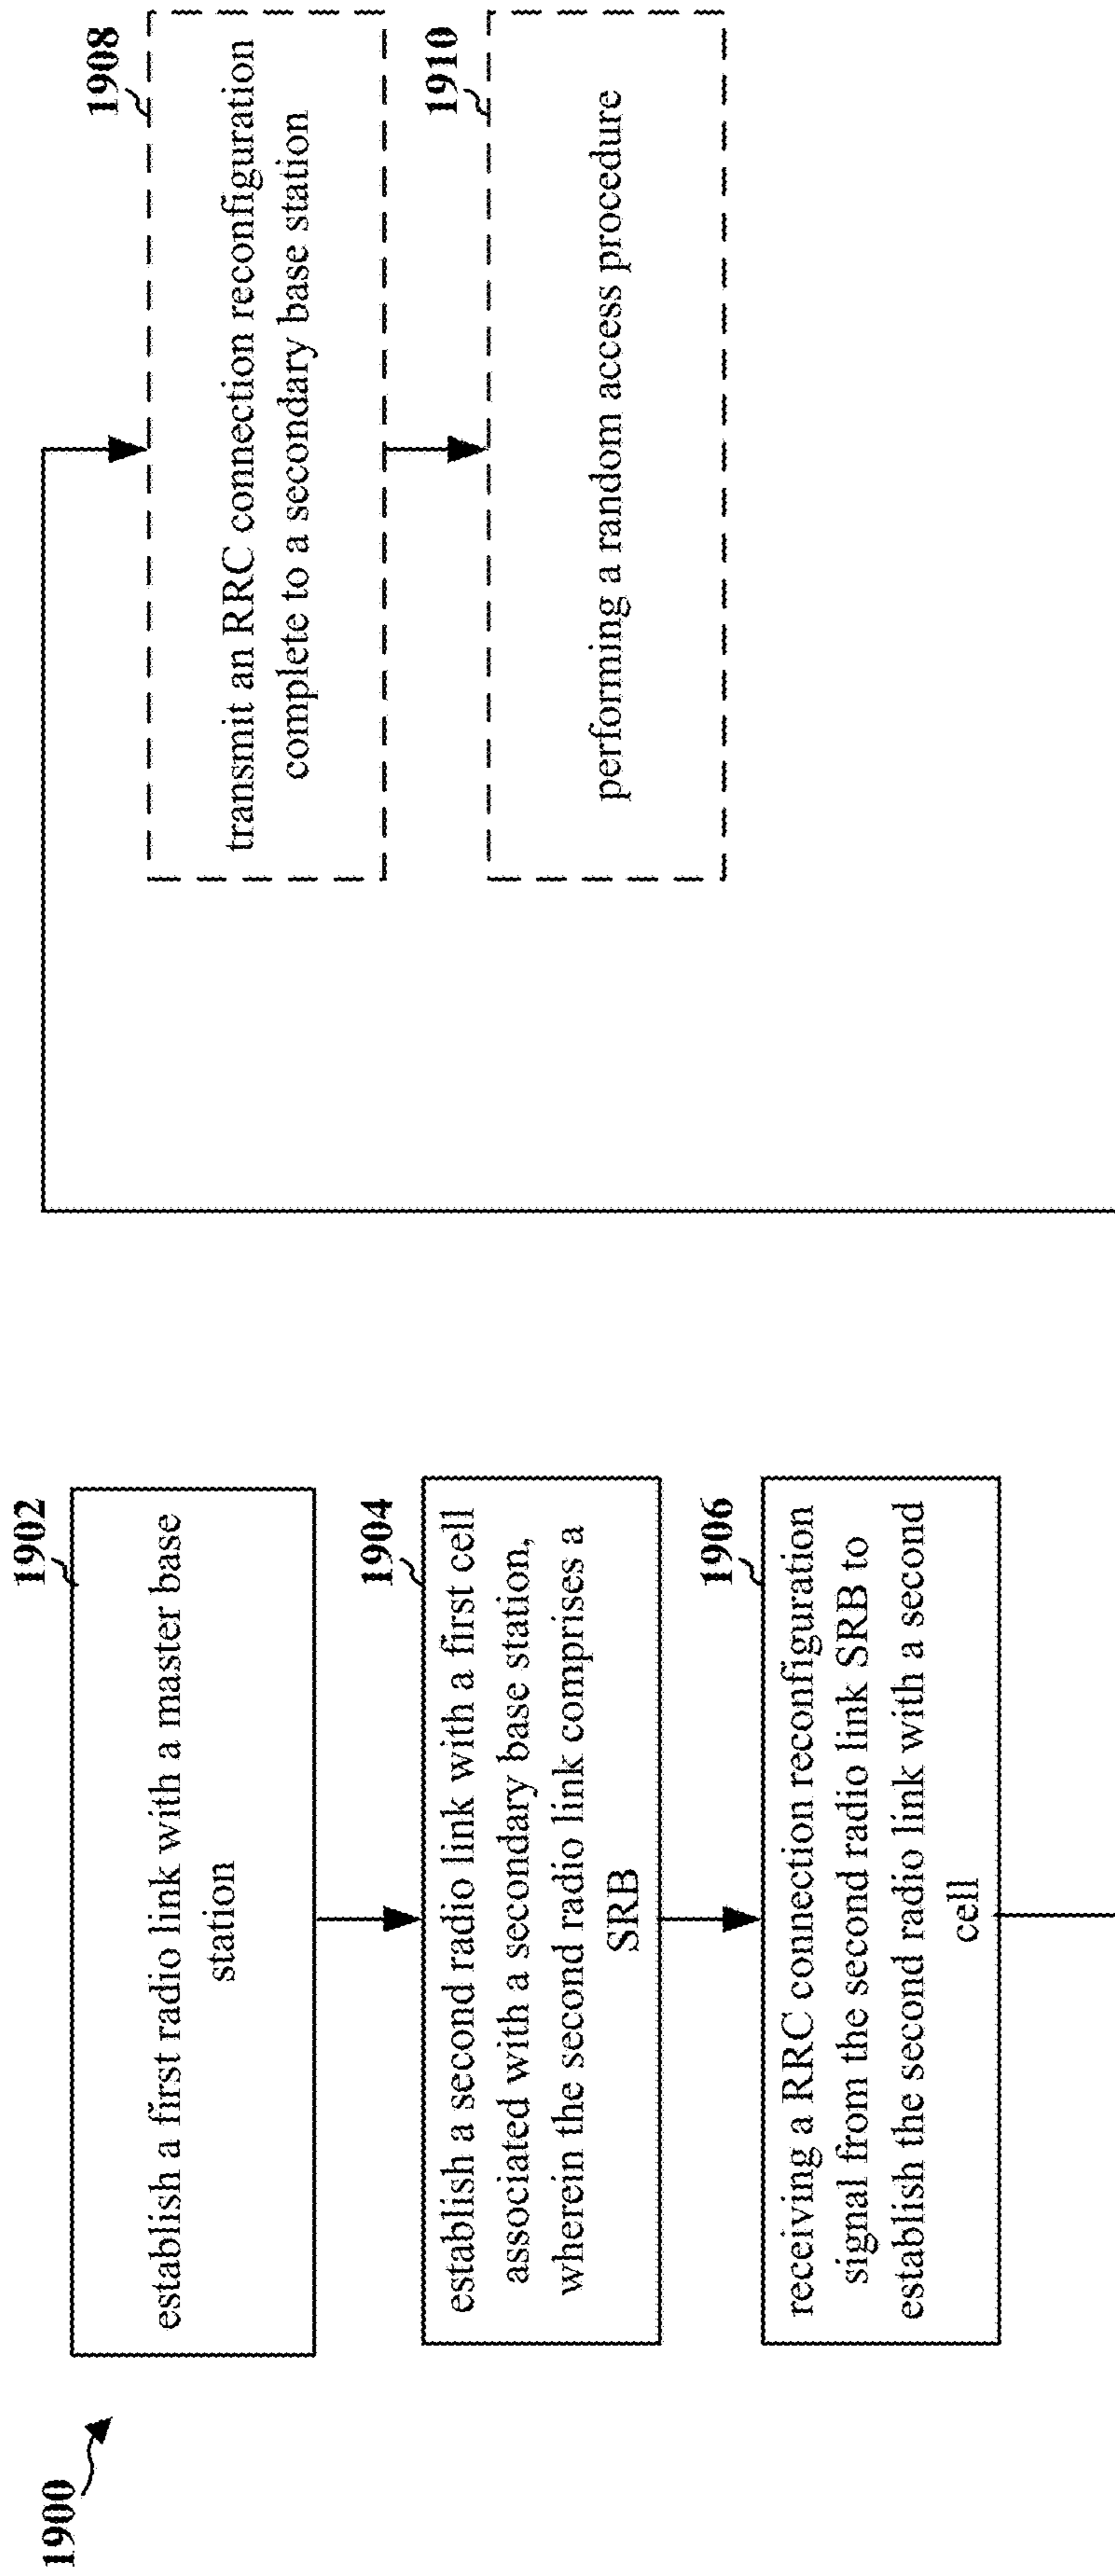 1900
1902
establish a first radio link with a master base
station
1904
establish a second radio link with a first cell
associated with a secondary base station,
wherein the second radio link comprises a
SRB
1906
receiving a RRC connection reconfiguration
signal from the second radio link SRB to
establish the second radio link with a second
cell
1908
transmit an RRC connection reconfiguration
complete to a secondary base station
1910
performing a random access procedure